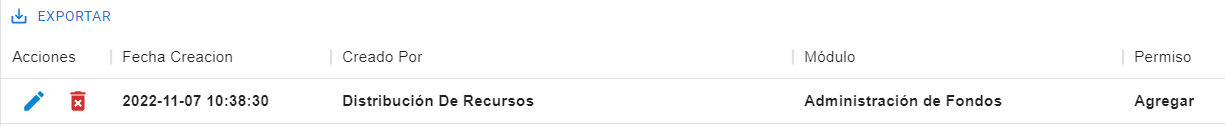 EXPORTAR
Acciones Fecha Creacion Creado Por Módulo Permiso
2022-11-07 10:38:30 Distribución De Recursos Administración de Fondos Agregar